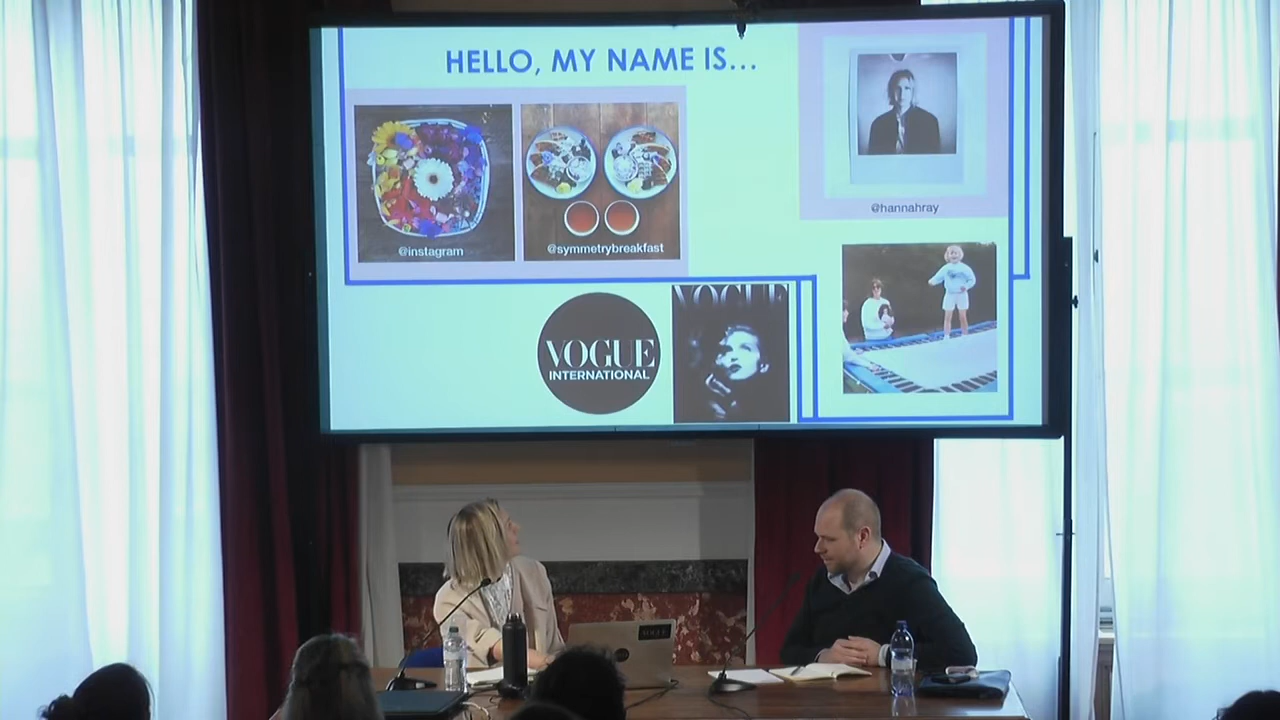 HELLO, MY NAME IS...
@instagram
@symmetrybreakfast
@hannahray
VOGUE
INTERNATIONAL
VOGUE
VOGUE